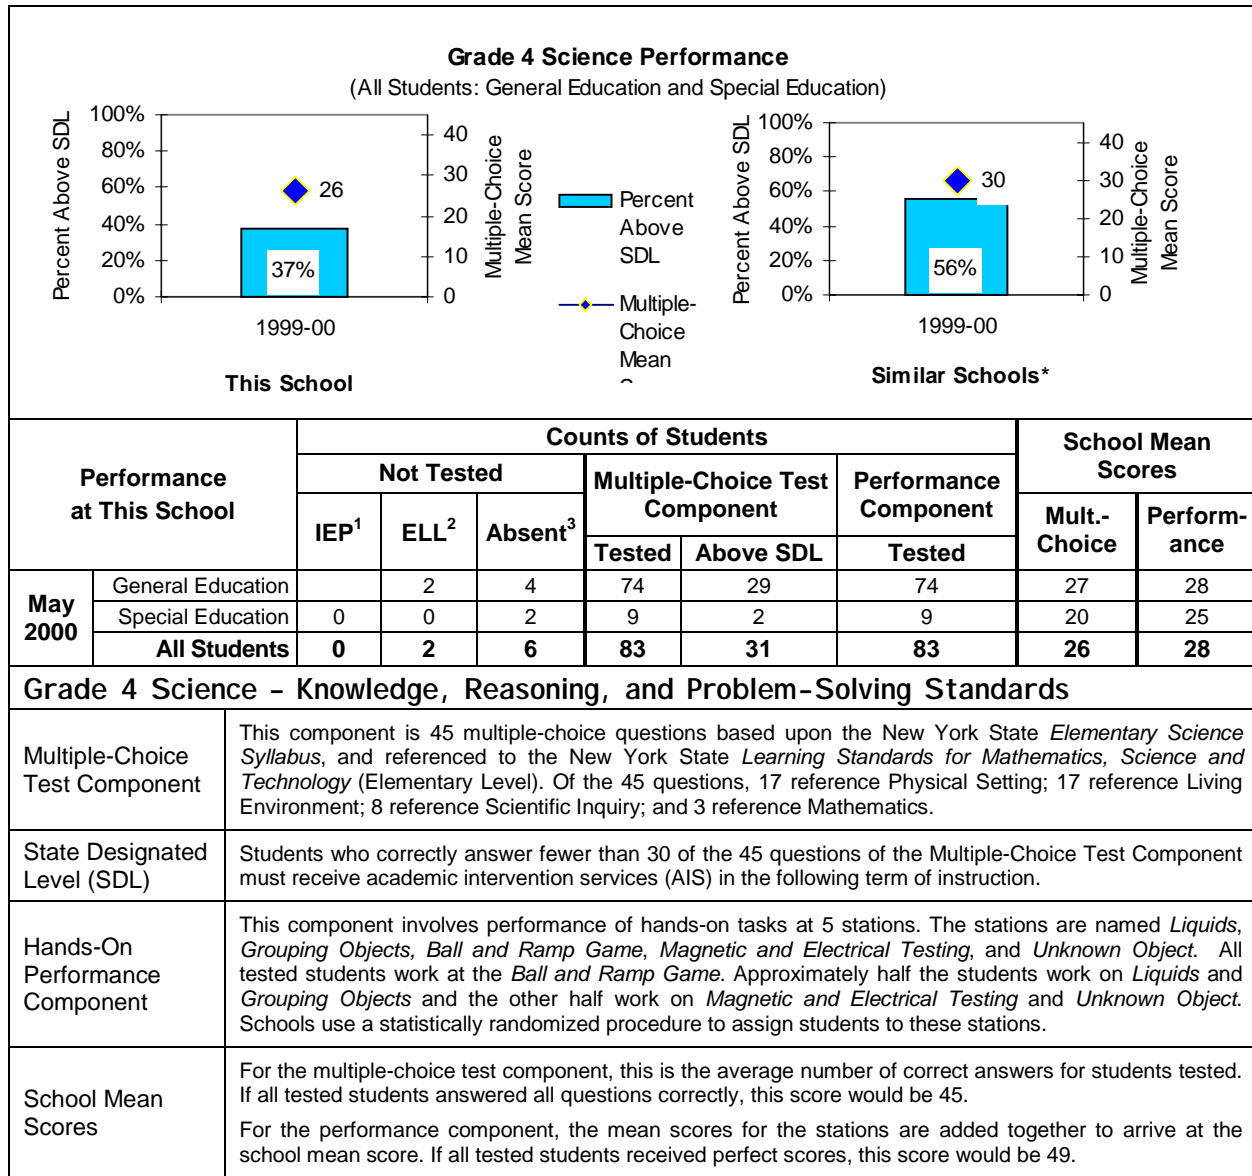 Grade 4 Science Performance
(All Students: General Education and Special Education)
Percent Above SDL
100%
80%
60%
40%
20%
0%
26
37%
40
30
20
10
0
Multiple-Choice
Mean Score
1999-00
This School
Percent
Above
SDL
Multiple-
Choice
Mean
Percent Above SDL
100%
80%
60%
40%
20%
0%
30
56%
40
30
20
10
0
Multiple-Choice
Mean Score
1999-00
Similar Schools*
Performance
at This School
Counts of Students
School Mean
Scores
Not Tested
Multiple-Choice Test
Component
Performance
Component
IEP1 ELL2 Absent3 Tested Above SDL Tested
Mult.-
Choice
Perform-
ance
May
2000
General Education 2 4 74 29 74 27 28
Special Education 0 0 2 9 2 9 20 25
All Students 0 2 6 83 31 83 26 28
Grade 4 Science – Knowledge, Reasoning, and Problem-Solving Standards
Multiple-Choice
Test Component
This component is 45 multiple-choice questions based upon the New York State Elementary Science
Syllabus, and referenced to the New York State Learning Standards for Mathematics, Science and
Technology (Elementary Level). Of the 45 questions, 17 reference Physical Setting; 17 reference Living
Environment; 8 reference Scientific Inquiry; and 3 reference Mathematics.
State Designated
Level (SDL)
Students who correctly answer fewer than 30 of the 45 questions of the Multiple-Choice Test Component
must receive academic intervention services (AIS) in the following term of instruction.
Hands-On
Performance
Component
This component involves performance of hands-on tasks at 5 stations. The stations are named Liquids,
Grouping Objects, Ball and Ramp Game, Magnetic and Electrical Testing, and Unknown Object. All
tested students work at the Ball and Ramp Game. Approximately half the students work on Liquids and
Grouping Objects and the other half work on Magnetic and Electrical Testing and Unknown Object.
Schools use a statistically randomized procedure to assign students to these stations.
School Mean
Scores
For the multiple-choice test component, this is the average number of correct answers for students tested.
If all tested students answered all questions correctly, this score would be 45.
For the performance component, the mean scores for the stations are added together to arrive at the
school mean score. If all tested students received perfect scores, this score would be 49.